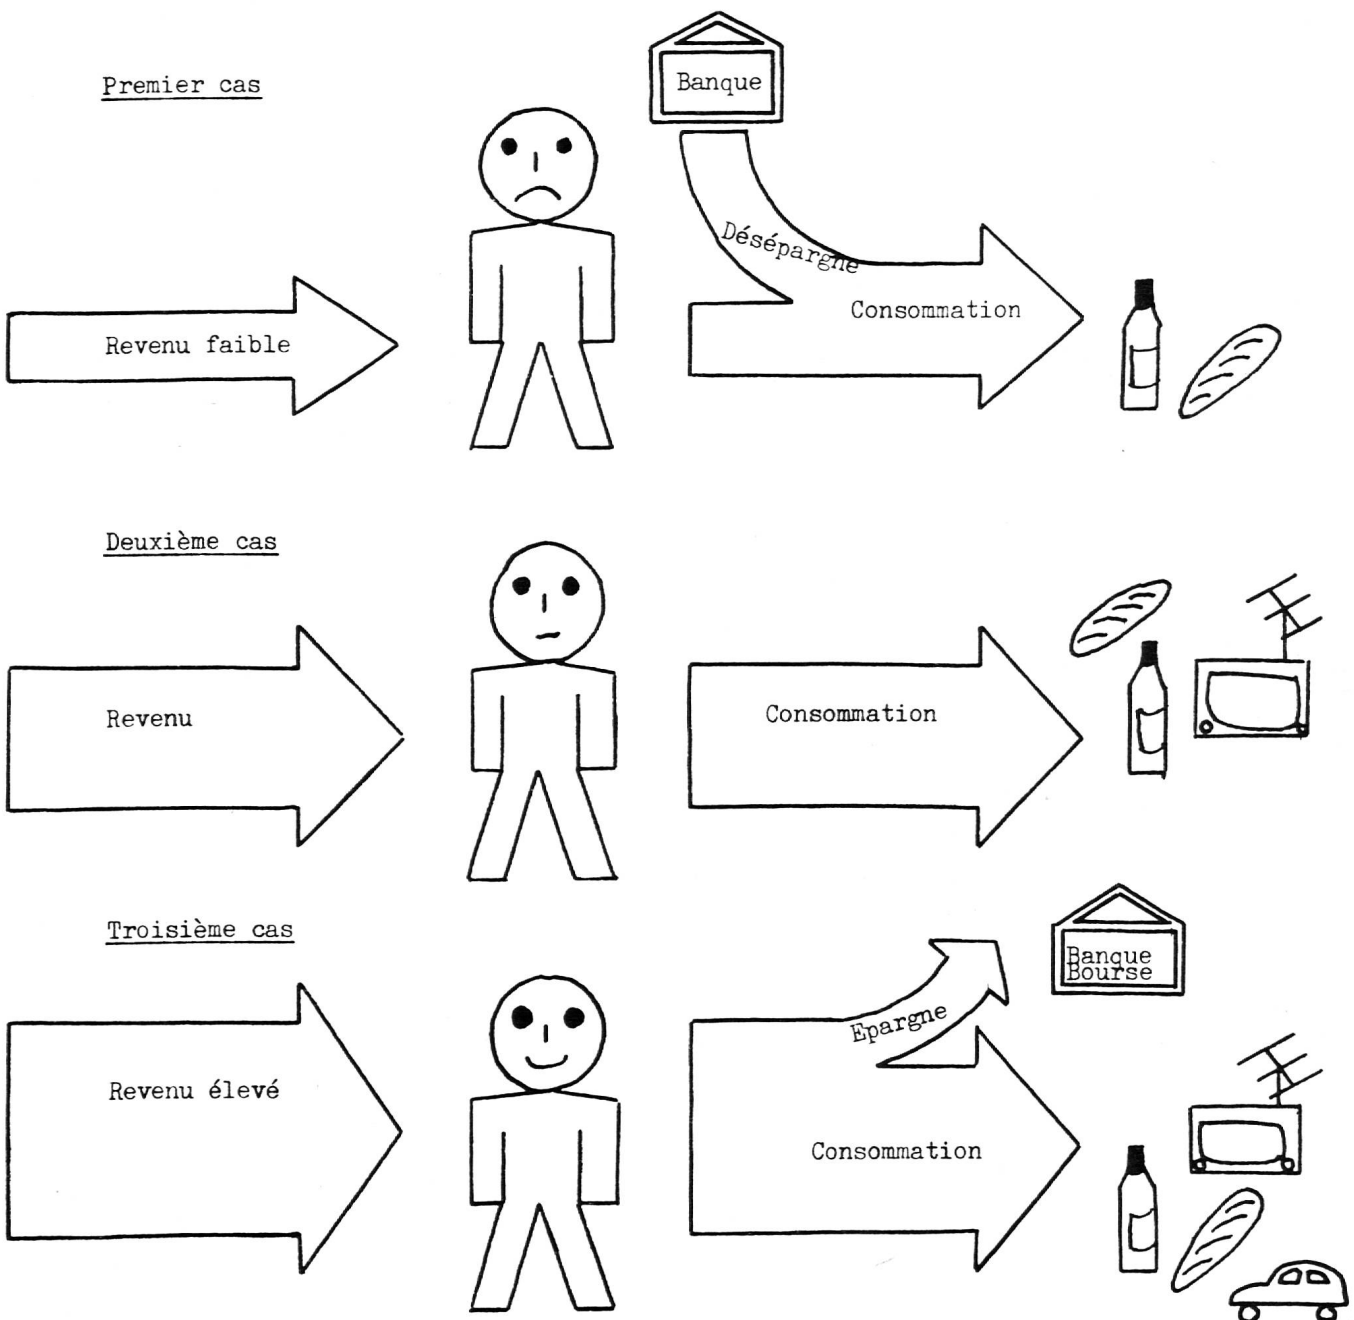 Premier cas
Banque
Désépargne
Revenu faible
Consommation
Deuxième cas
Revenu
Consommation
Troisième cas
Banque
Bourse
Epargne
Revenu élevé
Consommation